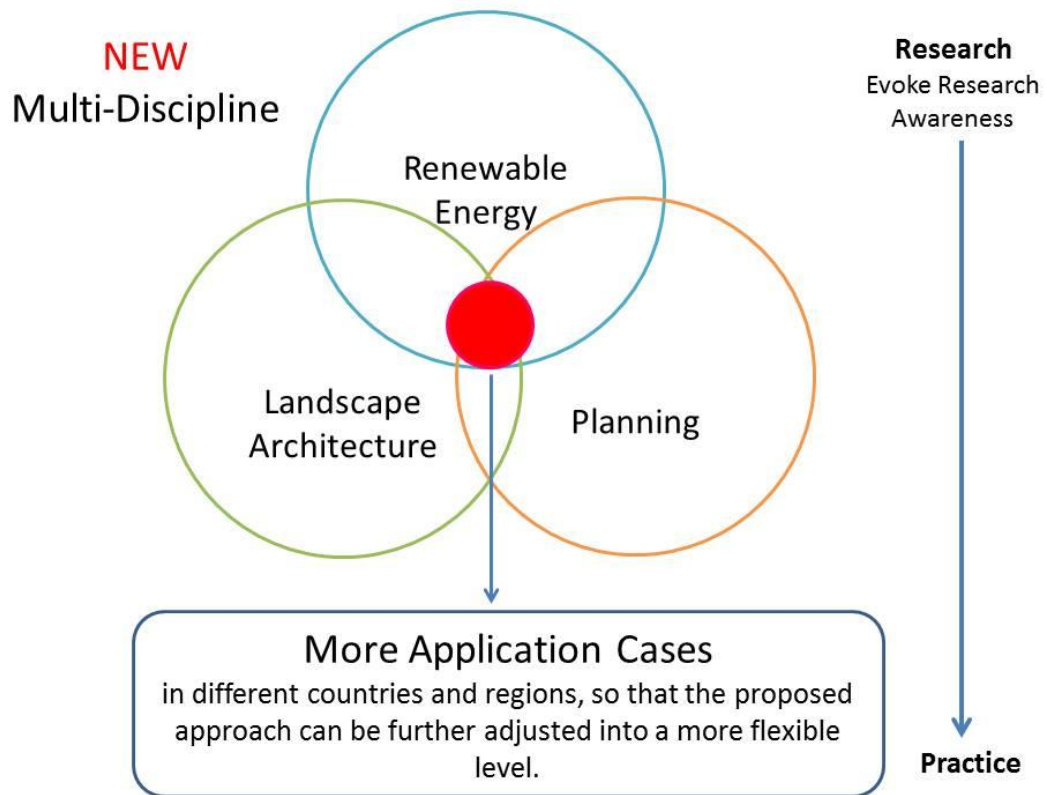 NEW
Multi-Discipline
Renewable
Energy
Landscape
Architecture
Planning
More Application Cases
in different countries and regions, so that the proposed
approach can be further adjusted into a more flexible
level.
Research
Evoke Research
Awareness
Practice